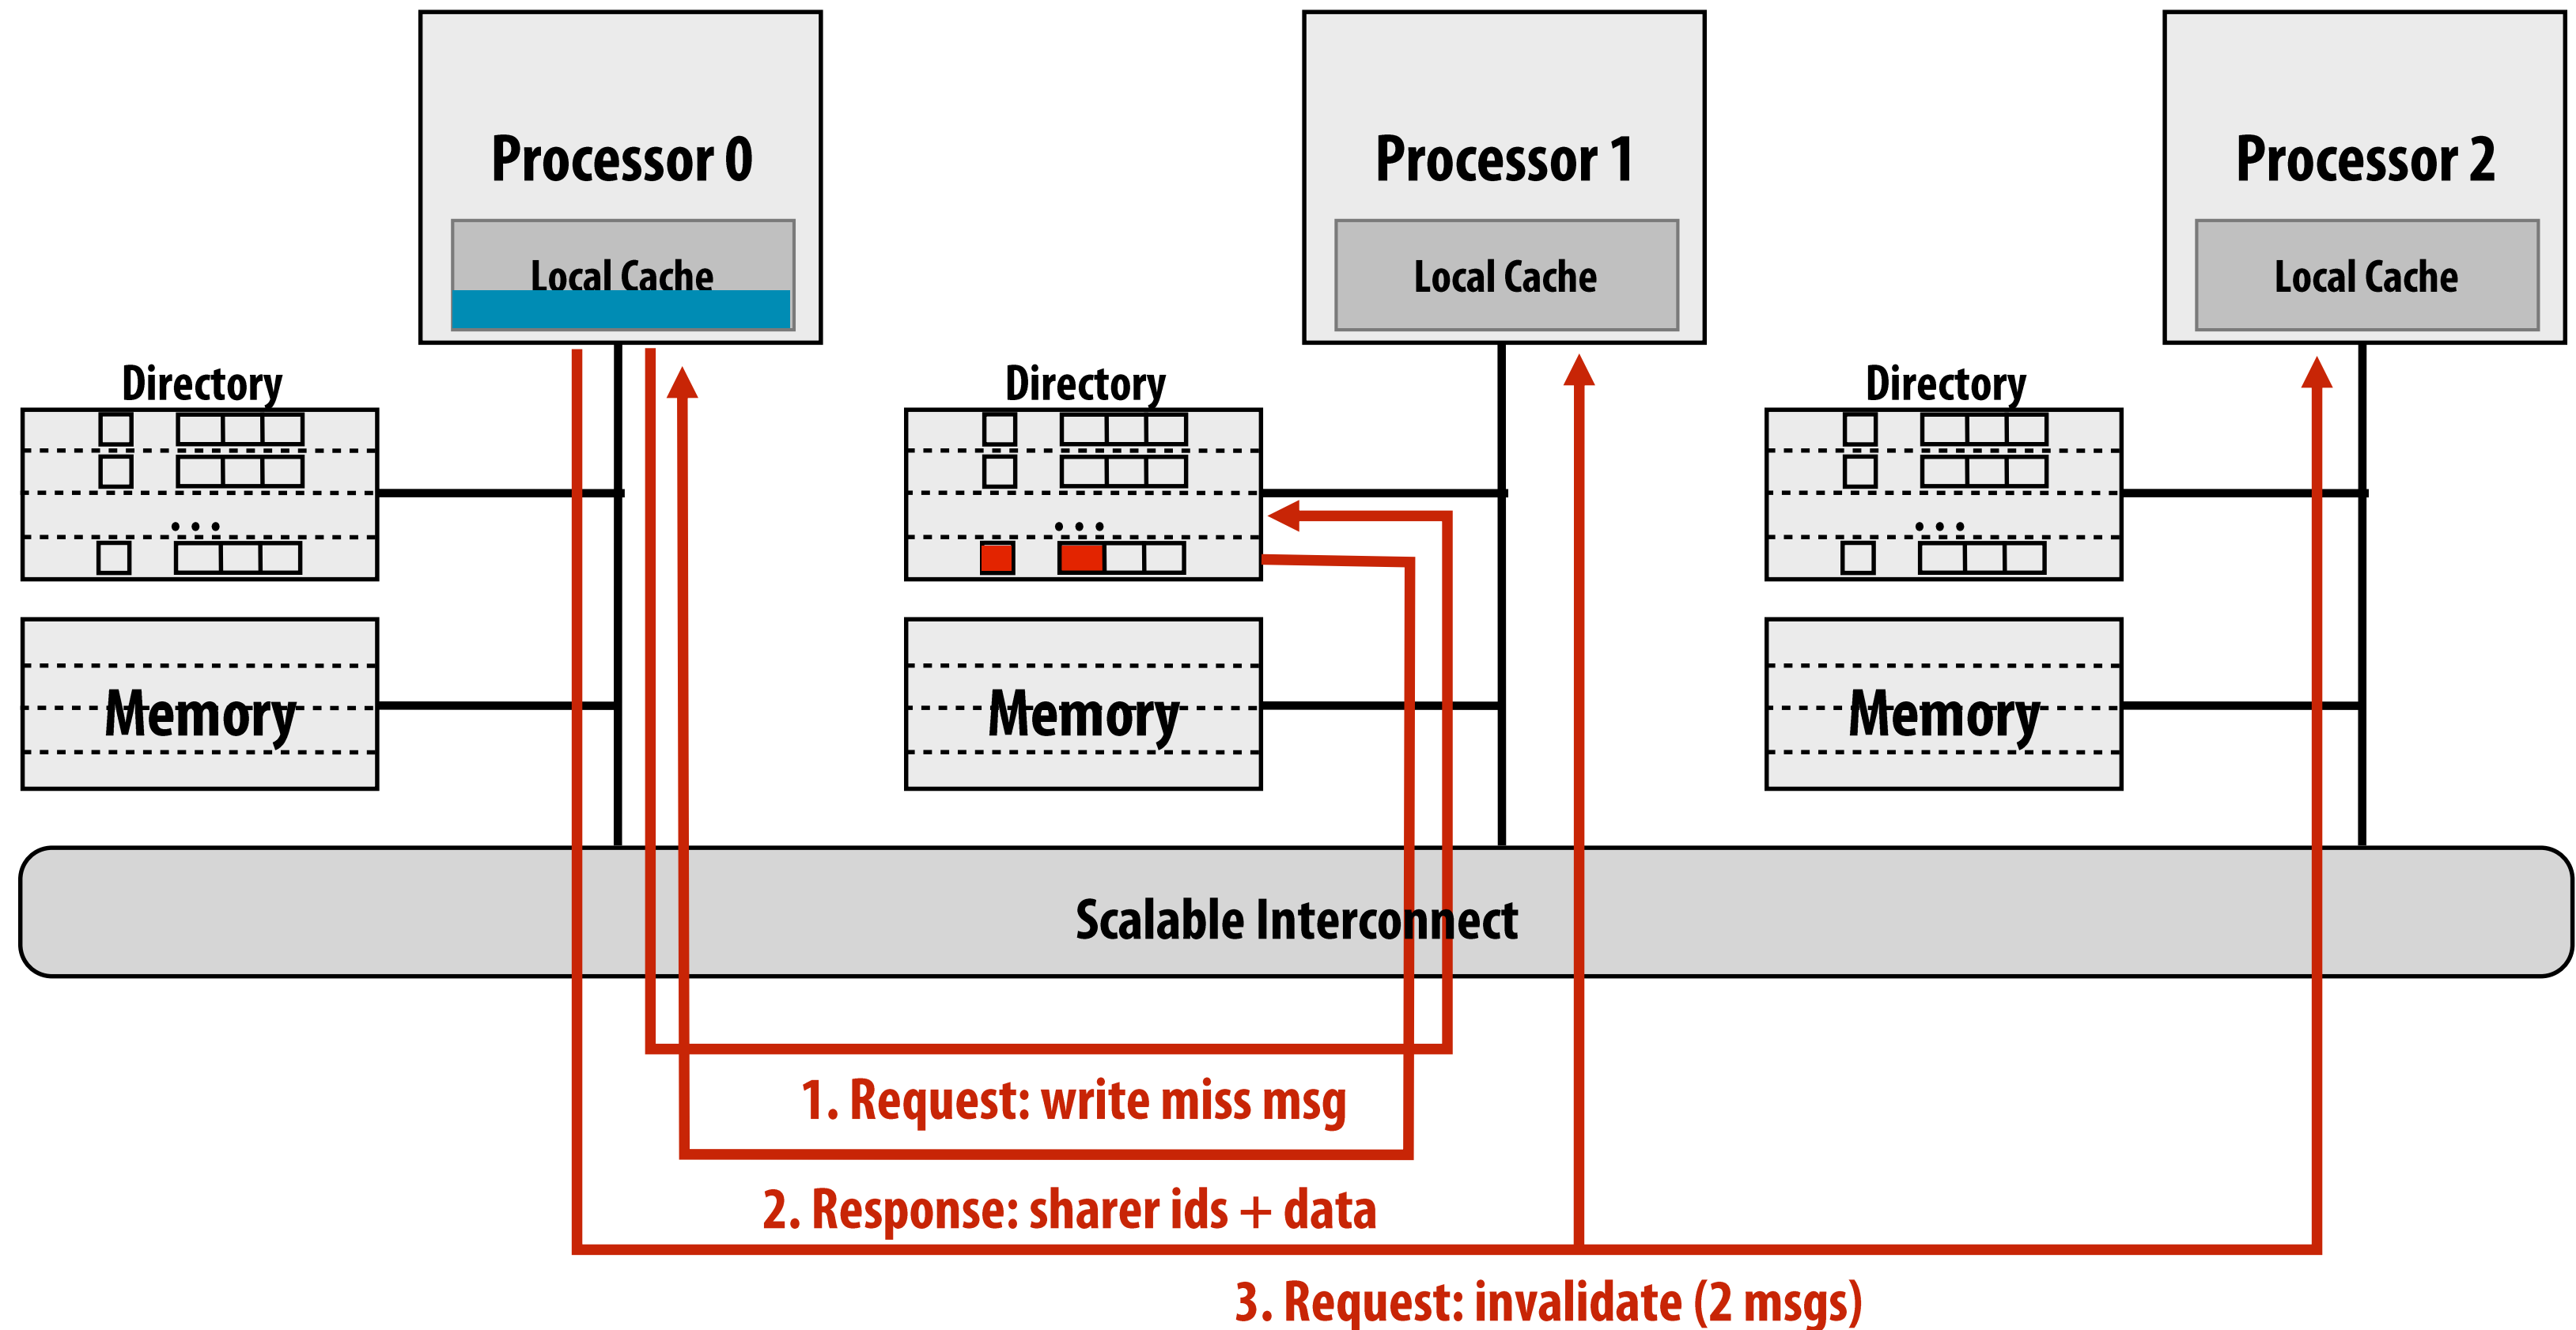 Processor 0
Processor 1
Processor 2
Local Cache
Local Cache
Local Cache
Directory
Directory
Directory
Memory
Memory
Memory
Scalable Interconnect
1. Request: write miss msg
2. Response: sharer ids + data
3. Request: invalidate (2 msgs)